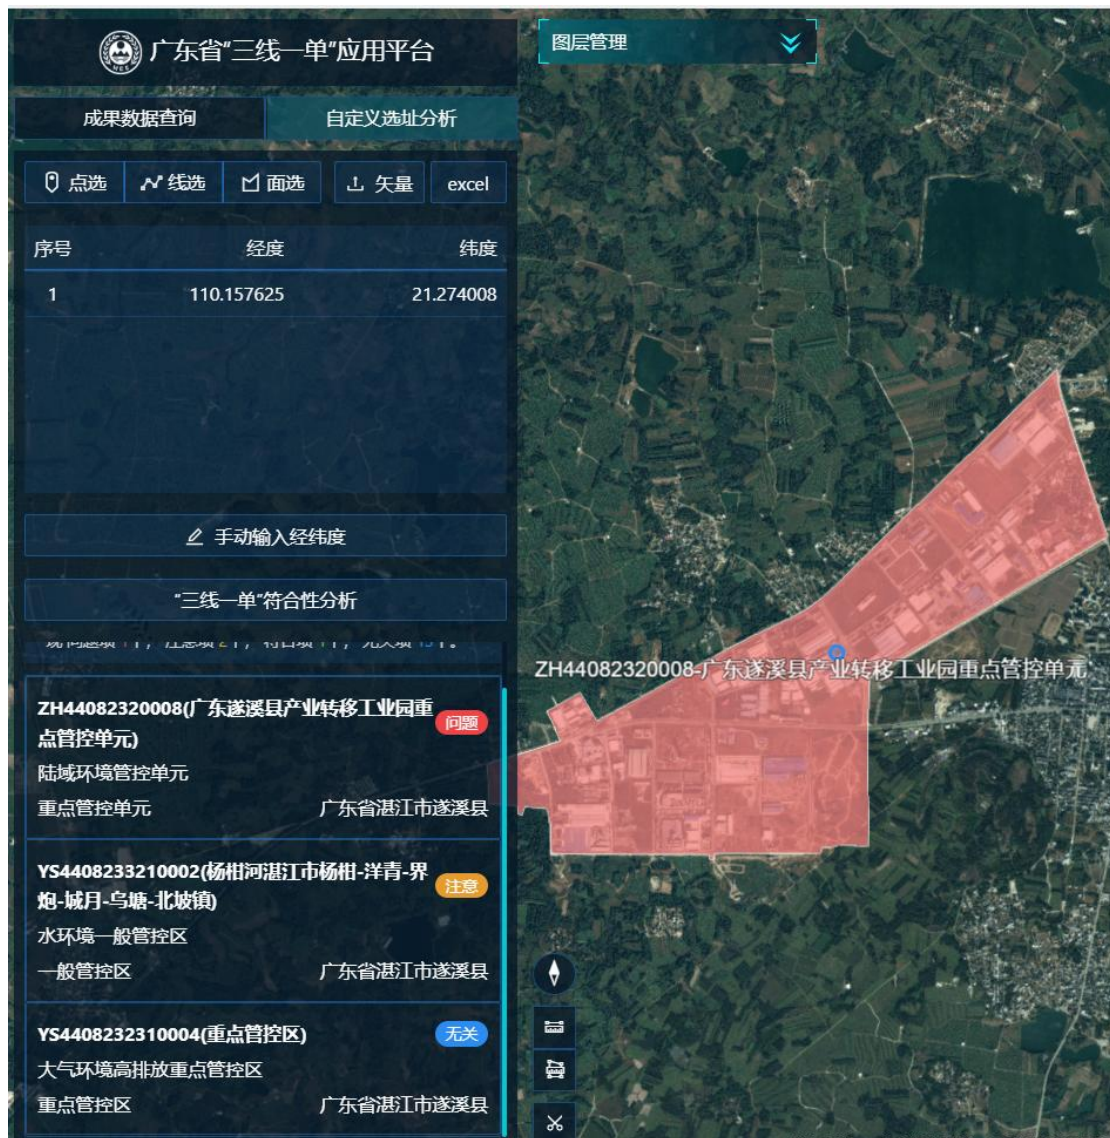 广东省"三线一单"应用平台
图层管理
成果数据查询
自定义选址分析
点选
线选
面选
矢量
excel
序号 经度 纬度
1 110.157625 21.274008
手动输入经纬度
"三线一单"符合性分析
ZH44082320008(广东遂溪县产业转移工业园重
点管控单元)
问题
陆域环境管控单元
重点管控单元 广东省湛江市遂溪县
YS4408233210002(杨柑河湛江市杨柑-洋青-界
炮-城月-乌塘-北坡镇)
注意
水环境一般管控区
一般管控区 广东省湛江市遂溪县
YS4408232310004(重点管控区)
无关
大气环境高排放重点管控区
重点管控区 广东省湛江市遂溪县
ZH44082320008-广东遂溪县产业转移工业园重点管控单元